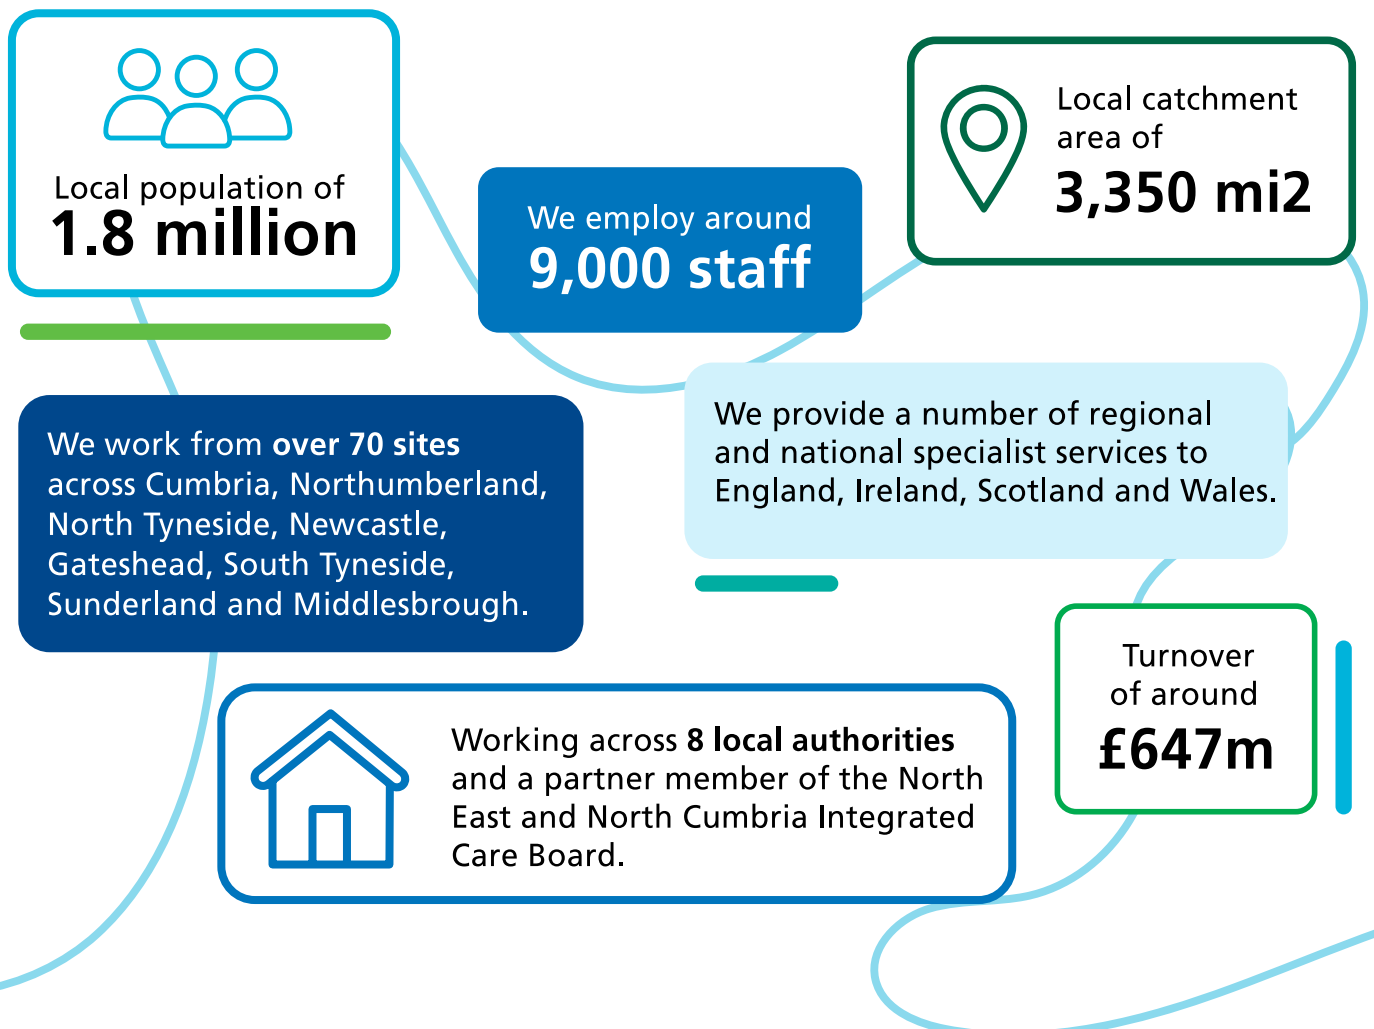 Local population of
1.8 million
We employ around
9,000 staff
Local catchment
area of
3,350 mi2
We work from over 70 sites
across Cumbria, Northumberland,
North Tyneside, Newcastle,
Gateshead, South Tyneside,
Sunderland and Middlesbrough.
We provide a number of regional
and national specialist services to
England, Ireland, Scotland and Wales.
Working across 8 local authorities
and a partner member of the North
East and North Cumbria Integrated
Care Board.
Turnover
of around
£647m